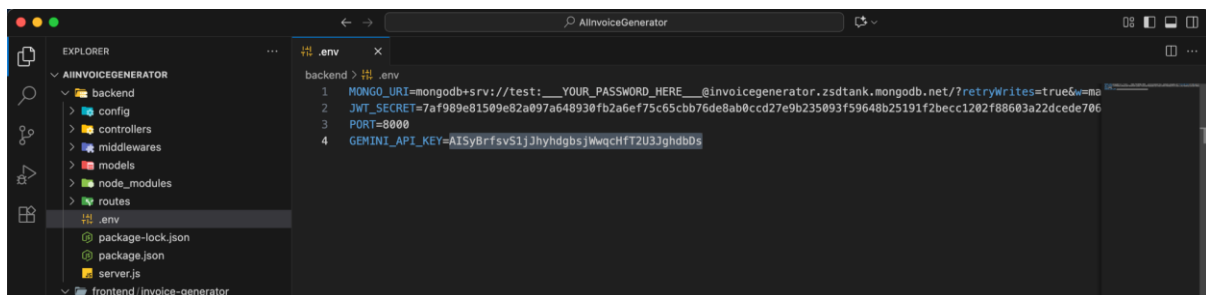 AIInvoiceGenerator
EXPLORER
AIINVOICEGENERATOR
backend
config
controllers
middlewares
models
node_modules
routes
.env
package-lock.json
package.json
server.js
frontend/invoice-generator
.env
backend > .env
1 MONGO_URI=mongodb+srv://test:___YOUR_PASSWORD_HERE___@invoicegenerator.zsdtank.mongodb.net/?retryWrites=true&w=ma
2 JWT_SECRET=7af989e81509e82a097a648930fb2a6ef75c65cbb76de8ab0ccd27e9b235093f59648b25191f2becc1202f88603a22dcede706
3 PORT=8000
4 GEMINI_API_KEY=AISyBrfsvS1jJhyhdgbsjWwqcHfT2U3JghdbDs